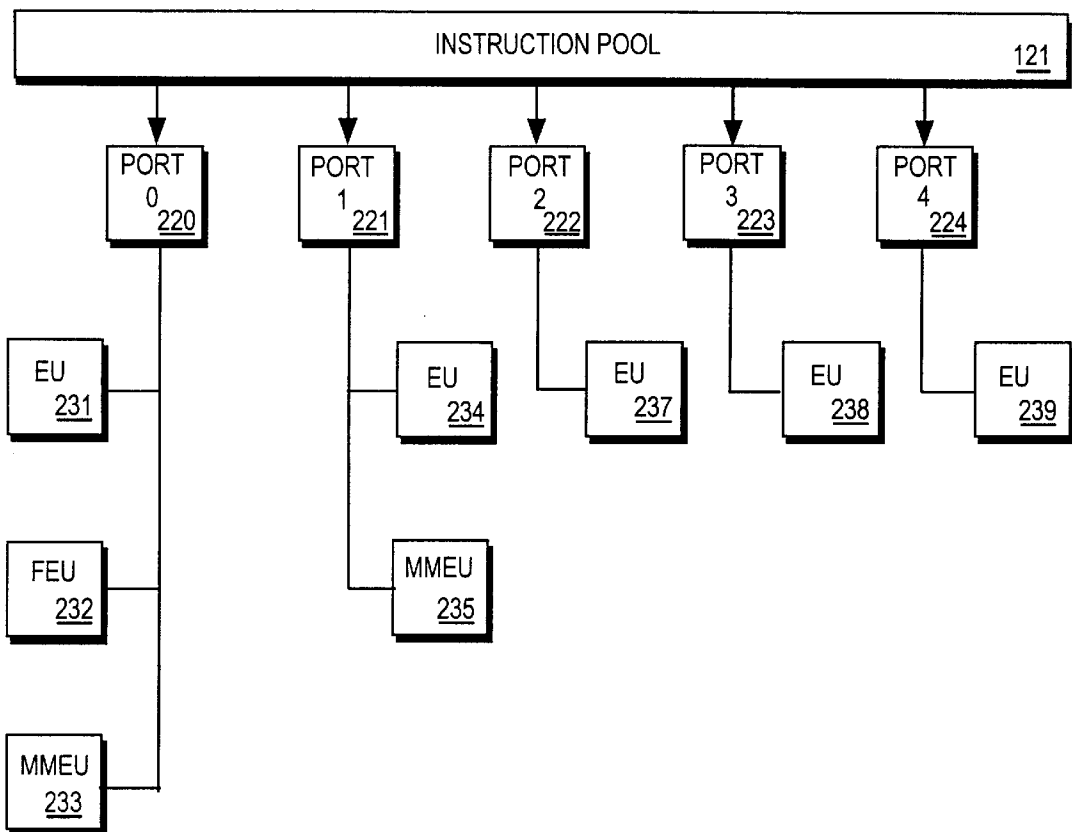 INSTRUCTION POOL
121
PORT
0
220
PORT
1
221
PORT
2
222
PORT
3
223
PORT
4
224
EU
231
EU
234
EU
237
EU
238
EU
239
FEU
232
MMEU
235
MMEU
233